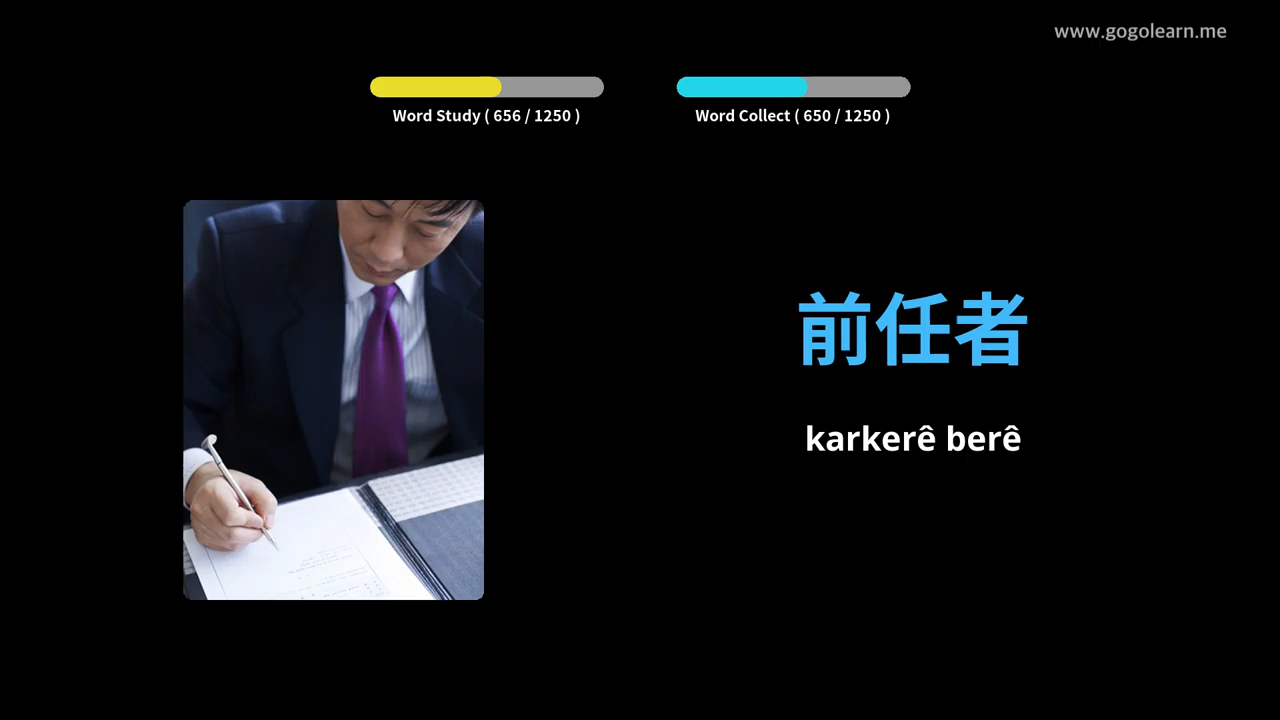 www.gogolearn.me
Word Study ( 656 / 1250 )
Word Collect ( 650 / 1250 )
前任者
karkerê berê